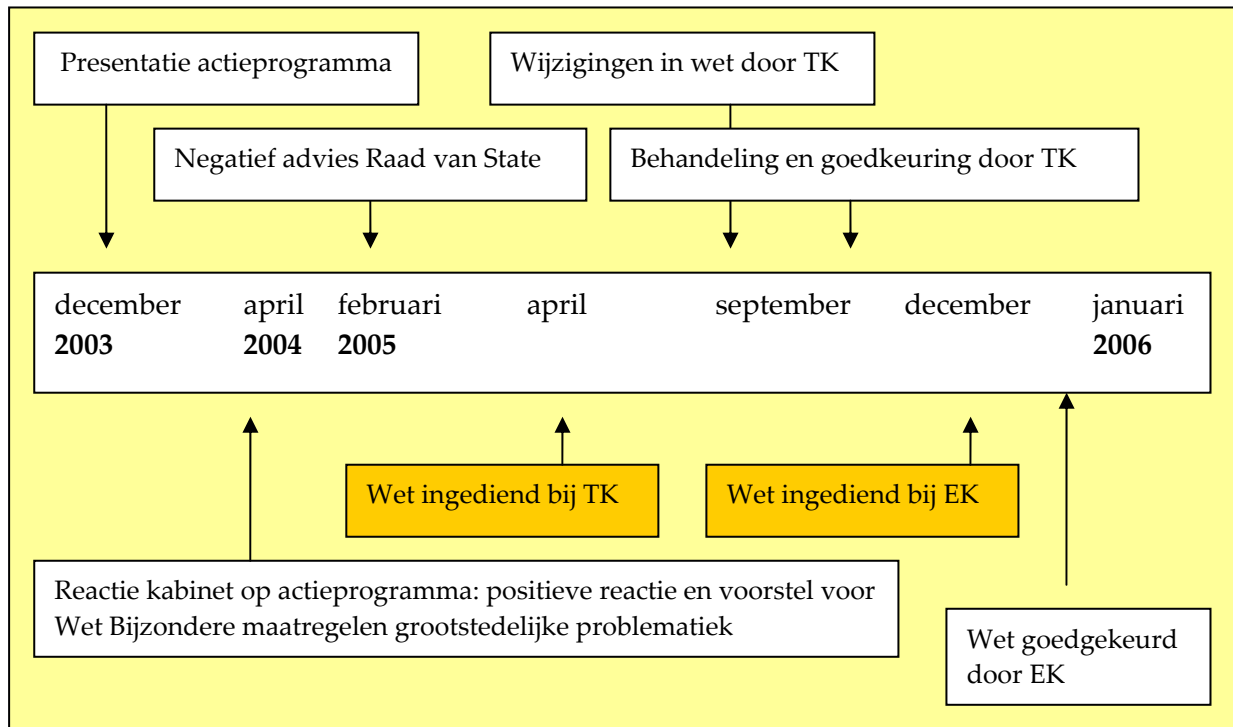 Presentatie actieprogramma
Wijzigingen in wet door TK
Negatief advies Raad van State
Behandeling en goedkeuring door TK
december april februari april september december januari
2003 2004 2005 2006
Wet ingediend bij TK
Wet ingediend bij EK
Reactie kabinet op actieprogramma: positieve reactie en voorstel voor
Wet Bijzondere maatregelen grootstedelijke problematiek
Wet goedgekeurd
door EK